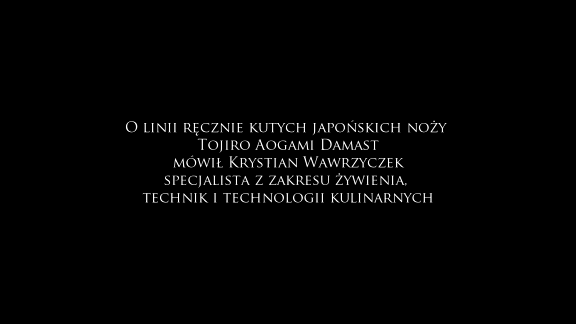 O linii ręcznie kutych japońskich noży
Tojiro Aogami Damast
mówił Krystian Wawrzyczek
specjalista z zakresu żywienia,
technik i technologii kulinarnych